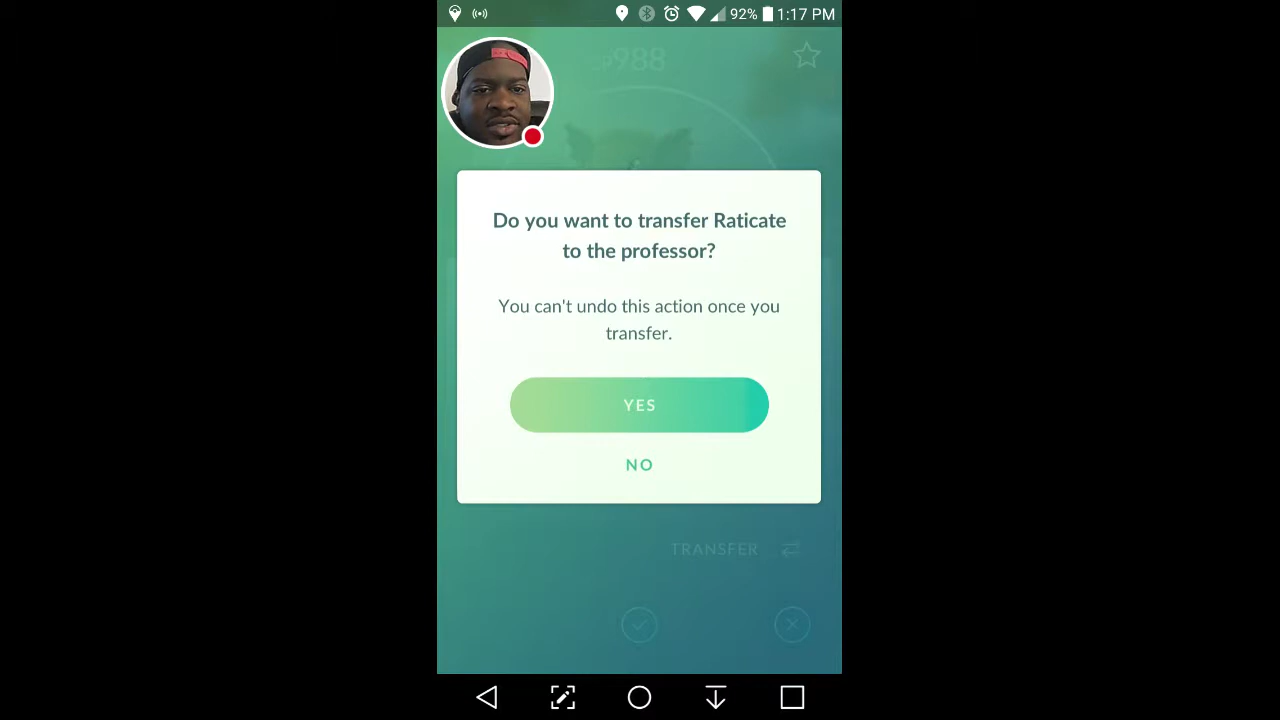 92% 1:17 PM
988
Do you want to transfer Raticate
to the professor?
You can't undo this action once you
transfer.
YES
NO
TRANSFER